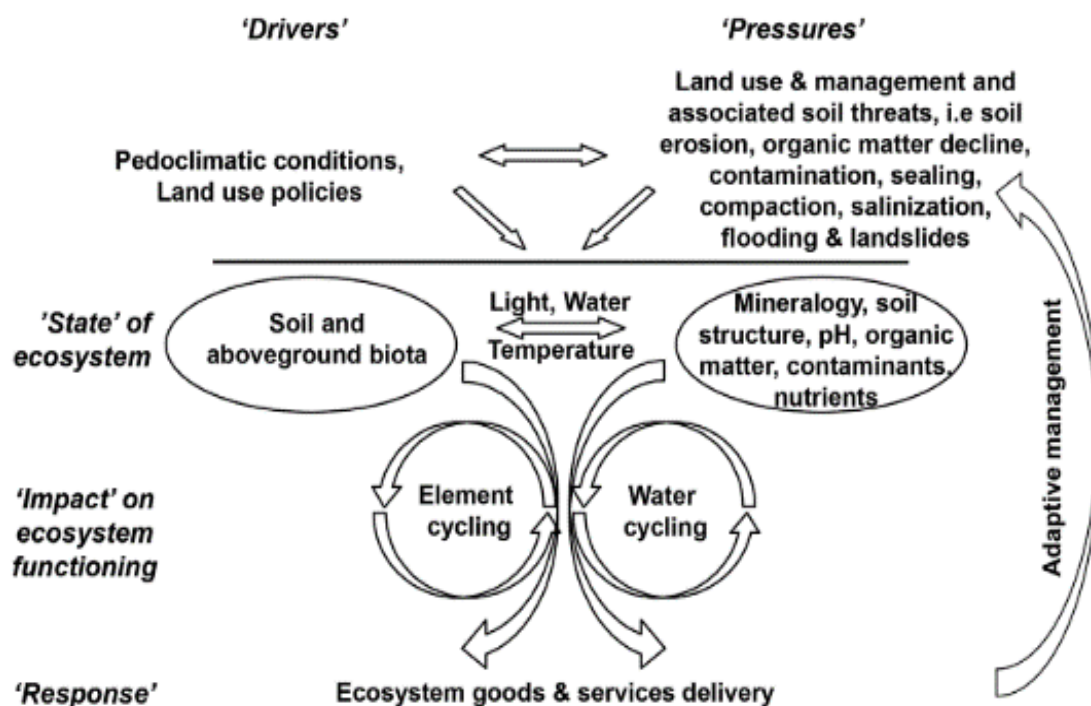 'Drivers'
'Pressures'
Pedoclimatic conditions,
Land use policies
Land use & management and
associated soil threats, i.e soil
erosion, organic matter decline,
contamination, sealing,
compaction, salinization,
flooding & landslides
'State' of
ecosystem
Soil and
aboveground biota
Light, Water
Temperature
Mineralogy, soil
structure, pH, organic
matter, contaminants,
nutrients
'Impact' on
ecosystem
functioning
Element
cycling
Water
cycling
Adaptive management
'Response'
Ecosystem goods & services delivery